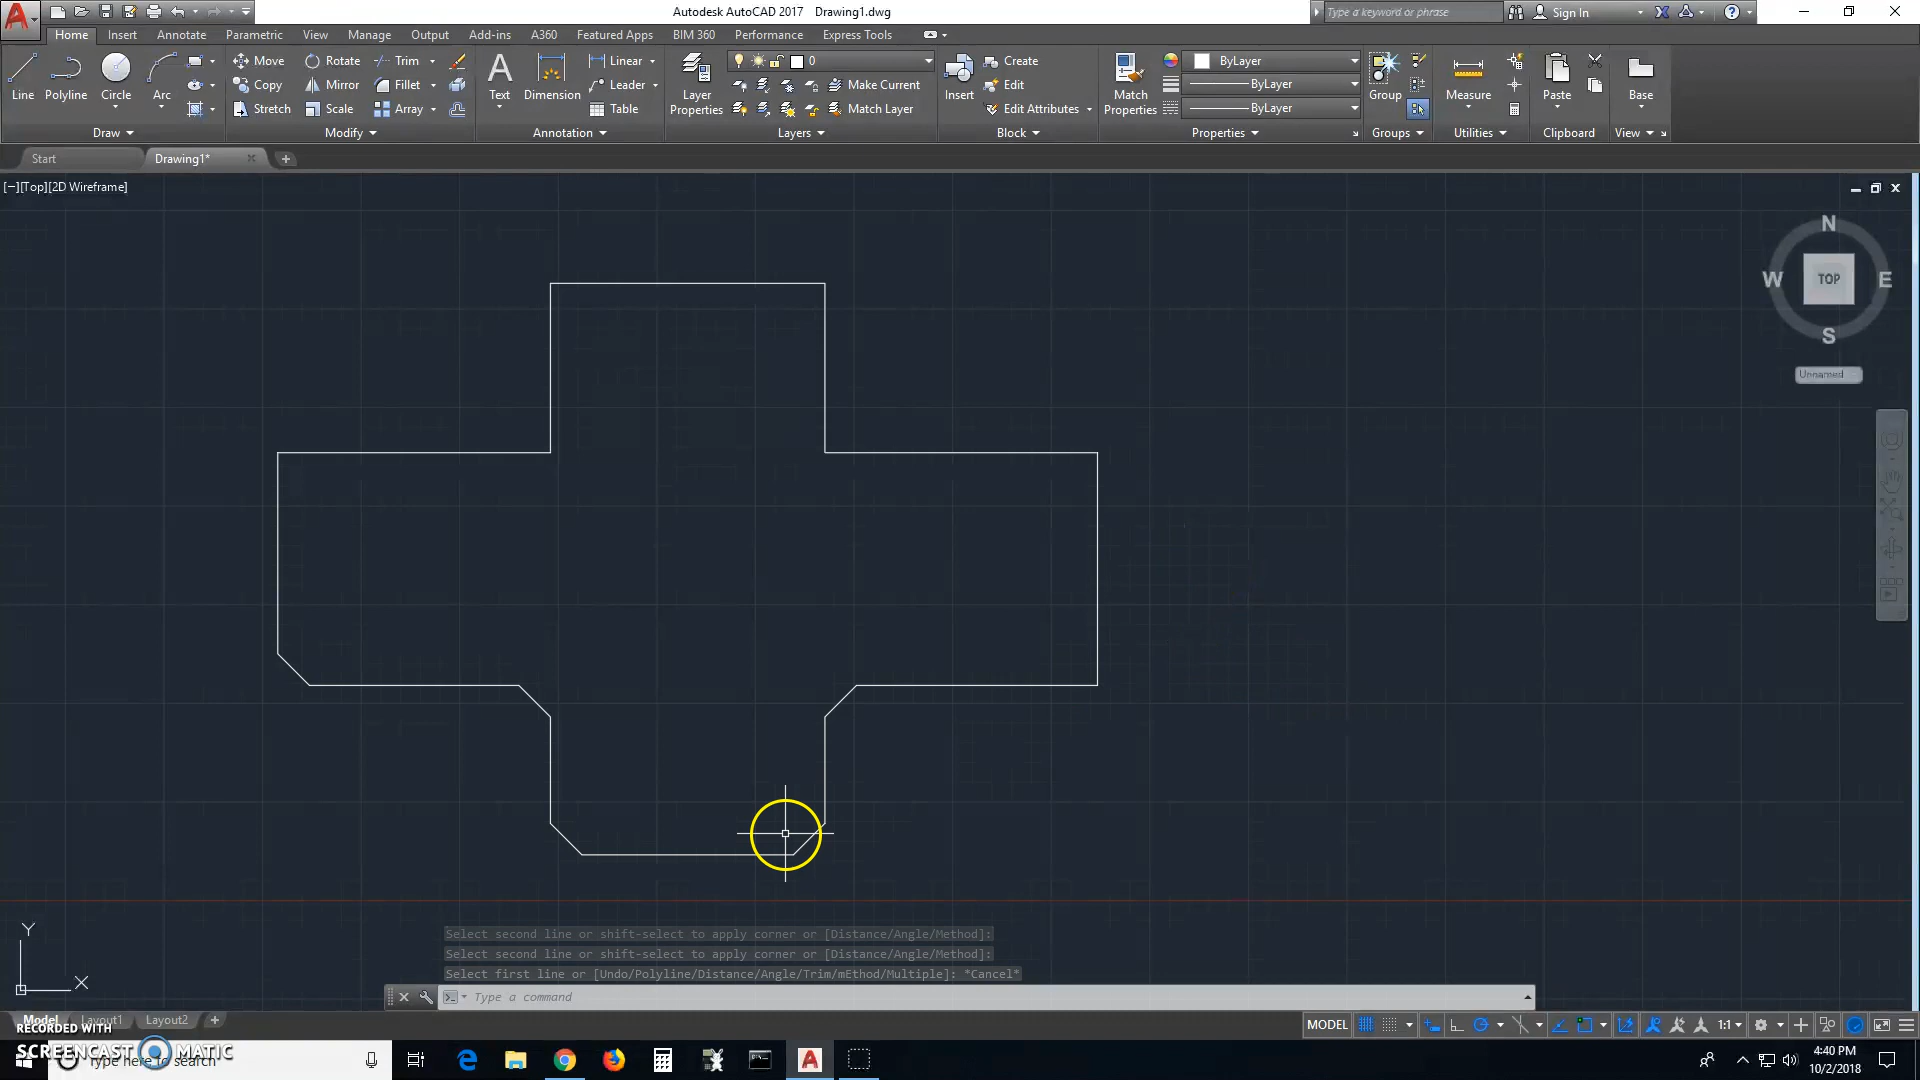 Autodesk AutoCAD 2017 Drawing1.dwg
Type a keyword or phrase
Sign In
Home Insert Annotate Parametric View Manage Output Add-ins A360 Featured Apps BIM 360 Performance Express Tools
Line Polyline Circle Arc
Move Rotate Trim
Copy Mirror Fillet
Stretch Scale Array
Text Dimension
Linear
Leader
Table
Layer Properties
0
Make Current
Match Layer
Insert
Create
Edit
Edit Attributes
Match Properties
ByLayer
ByLayer
ByLayer
Group
Measure
Paste
Base
Draw Modify Annotation Layers Block Properties Groups Utilities Clipboard View
Start Drawing1*
[−][Top][2D Wireframe]
N
W TOP E
S
Unnamed
Y
X
Select second line or shift-select to apply corner or [Distance/Angle/Method]:
Select second line or shift-select to apply corner or [Distance/Angle/Method]:
Select first line or [Undo/Polyline/Distance/Angle/Trim/mEthod/Multiple]: *Cancel*
Type a command
Model Layout1 Layout2
MODEL 1:1
RECORDED WITH
SCREENCAST MATIC
Type here to search
4:40 PM
10/2/2018